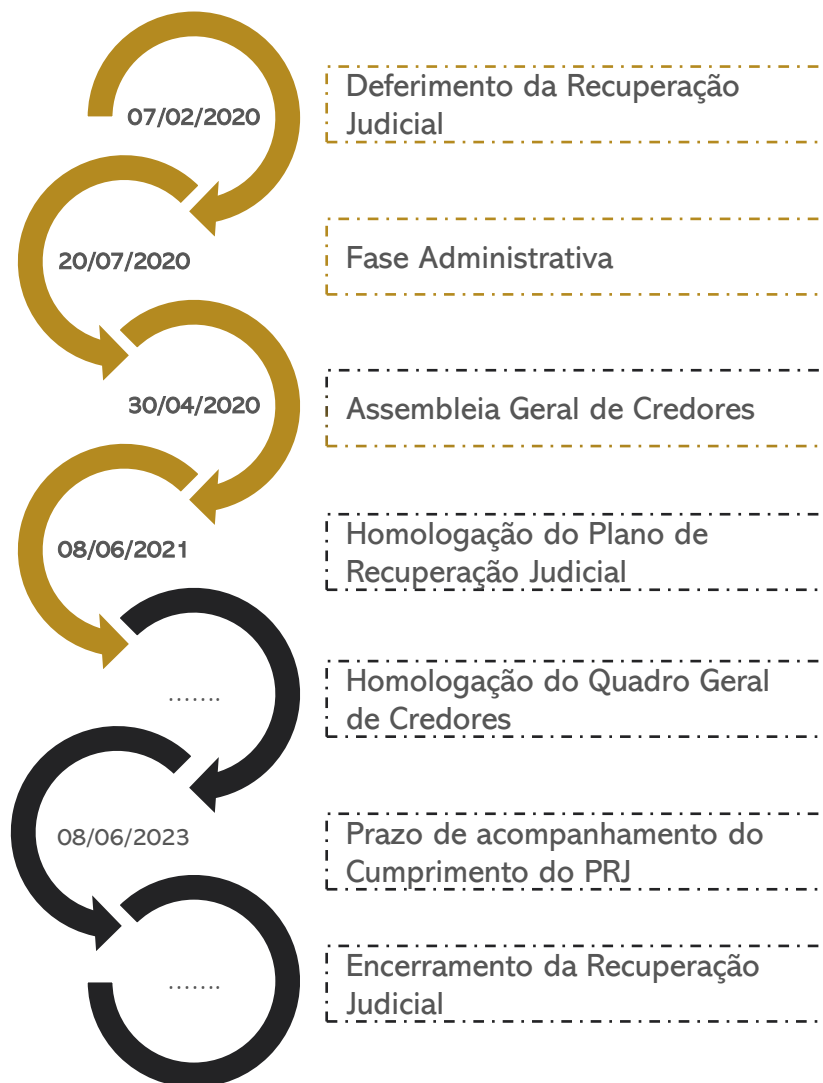 07/02/2020
Deferimento da Recuperação
Judicial
20/07/2020
Fase Administrativa
30/04/2020
Assembleia Geral de Credores
08/06/2021
Homologação do Plano de
Recuperação Judicial
.......
Homologação do Quadro Geral
de Credores
08/06/2023
Prazo de acompanhamento do
Cumprimento do PRJ
.......
Encerramento da Recuperação
Judicial